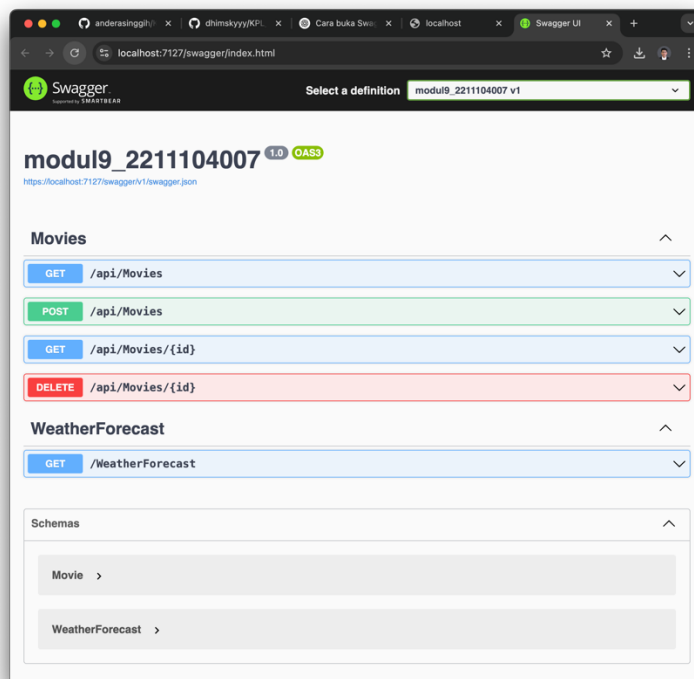 anderasinggih/
dhimskyyy/KPL
Cara buka Swa
localhost
Swagger UI
localhost:7127/swagger/index.html
Swagger.
Supported by SMARTBEAR
Select a definition
modul9_2211104007 v1
modul9_2211104007 1.0 OAS3
https://localhost:7127/swagger/v1/swagger.json
Movies
GET /api/Movies
POST /api/Movies
GET /api/Movies/{id}
DELETE /api/Movies/{id}
WeatherForecast
GET /WeatherForecast
Schemas
Movie
WeatherForecast